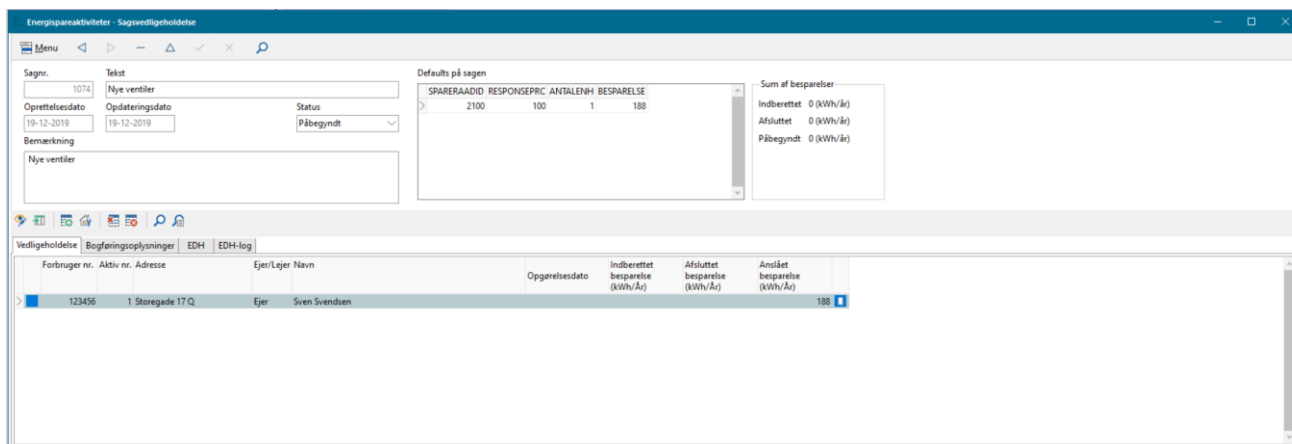 Energispareaktiviteter - Sagsvedligeholdelse
Menu
Sagnr. Tekst
1074 Nye ventiler
Oprettelsesdato Opdateringsdato Status
19-12-2019 19-12-2019 Påbegyndt
Bemærkning
Nye ventiler
Defaults på sagen
SPARERAADID RESPONSEPRC ANTALENH BESPARELSE
2100 100 1 188
Sum af besparelser
Indberettet 0 (kWh/år)
Afsluttet 0 (kWh/år)
Påbegyndt 0 (kWh/år)
Vedligeholdelse Bogføringsoplysninger EDH EDH-log
Forbruger nr. Aktiv nr. Adresse Ejer/Lejer Navn Opgørelsesdato Indberettet besparelse (kWh/År) Afsluttet besparelse (kWh/År) Anslået besparelse (kWh/År)
123456 1 Storegade 17 Q Ejer Sven Svendsen 188